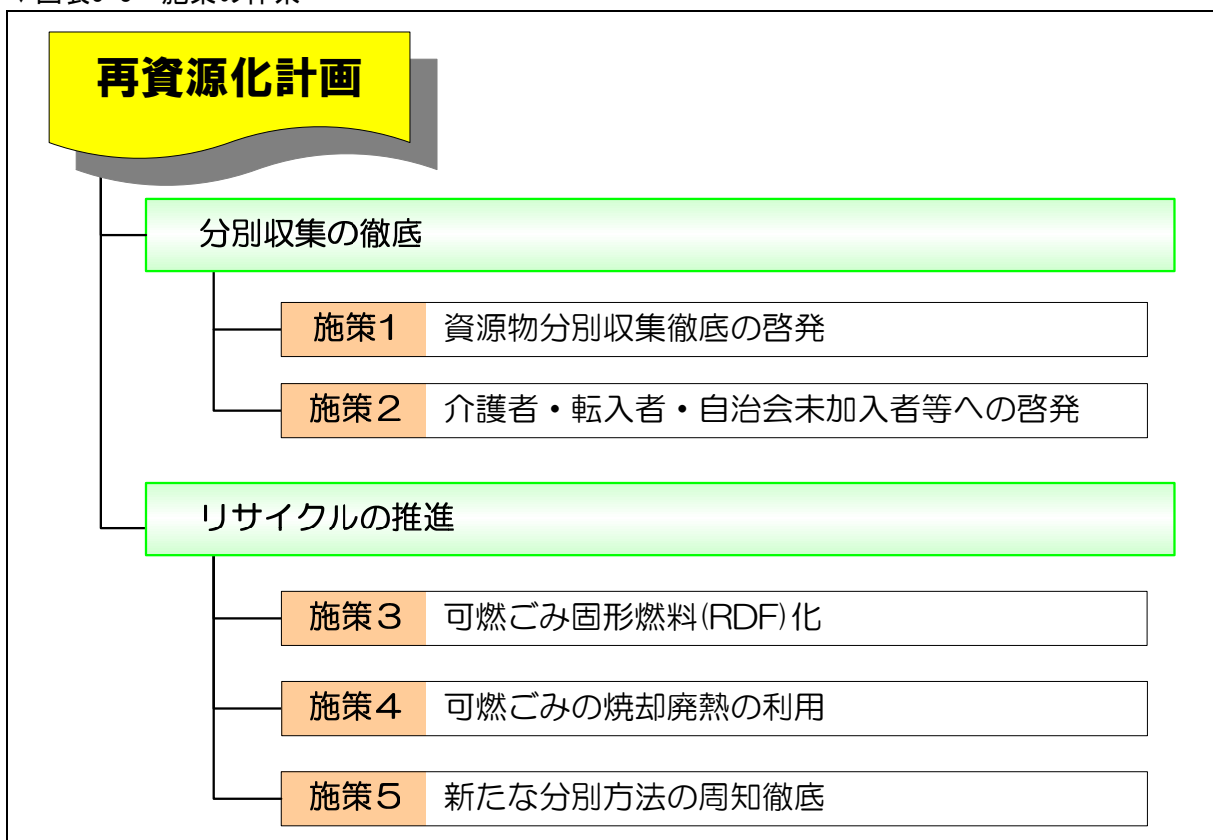 再資源化計画
分別収集の徹底
施策1 資源物分別収集徹底の啓発
施策2 介護者・転入者・自治会未加入者等への啓発
リサイクルの推進
施策3 可燃ごみ固形燃料(RDF)化
施策4 可燃ごみの焼却廃熱の利用
施策5 新たな分別方法の周知徹底